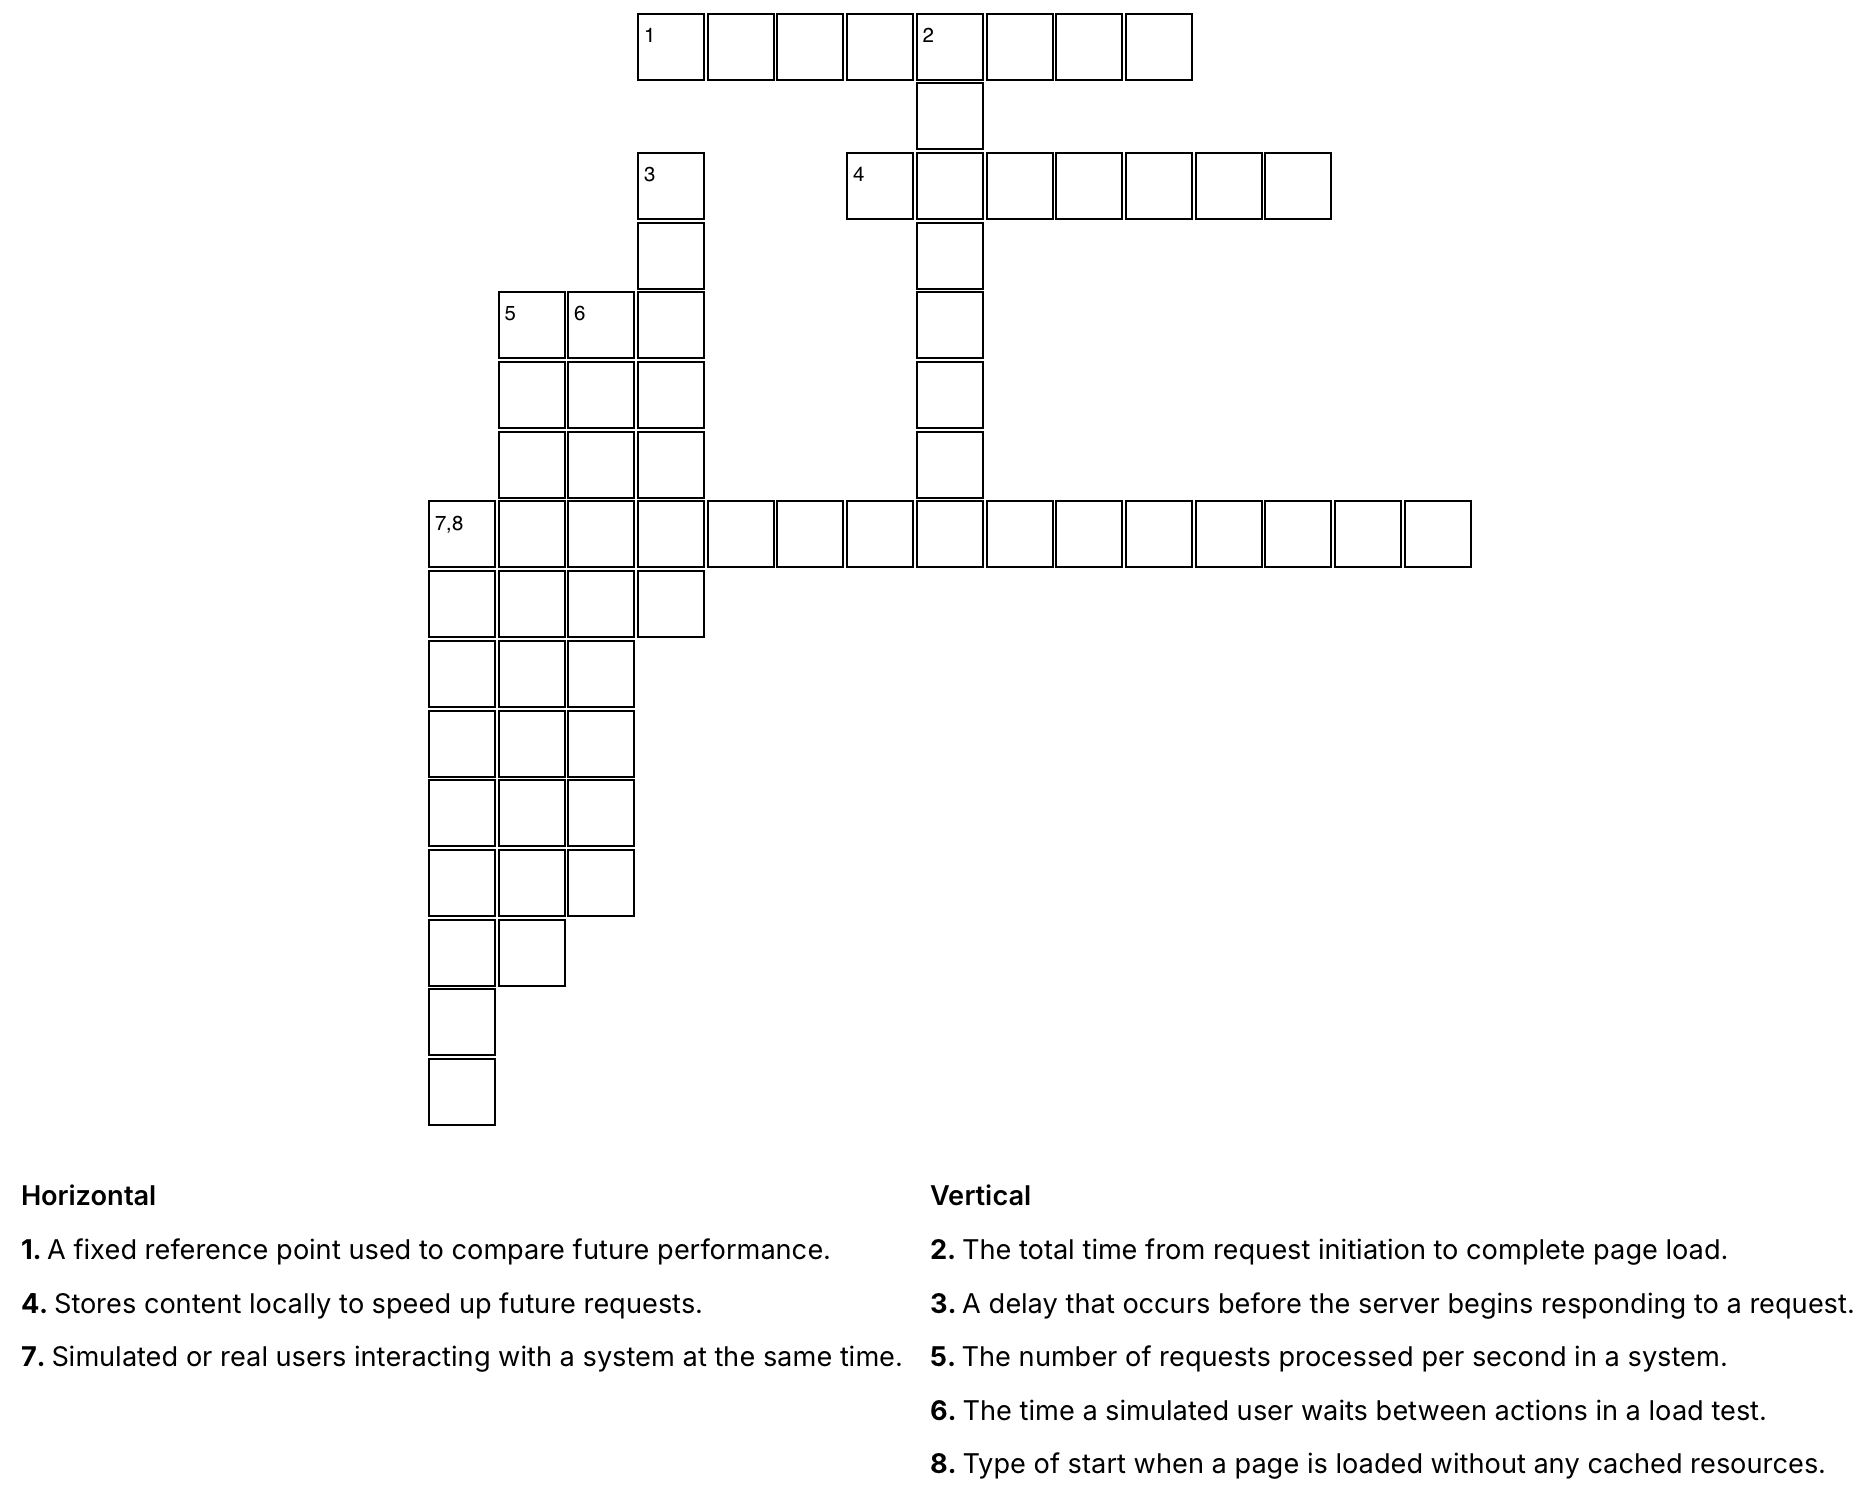 1 2
3 4
5 6
7,8
Horizontal
1. A fixed reference point used to compare future performance.
4. Stores content locally to speed up future requests.
7. Simulated or real users interacting with a system at the same time.
Vertical
2. The total time from request initiation to complete page load.
3. A delay that occurs before the server begins responding to a request.
5. The number of requests processed per second in a system.
6. The time a simulated user waits between actions in a load test.
8. Type of start when a page is loaded without any cached resources.